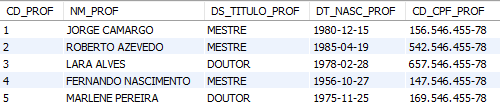 CD_PROF NM_PROF DS_TITULO_PROF DT_NASC_PROF CD_CPF_PROF
1 JORGE CAMARGO MESTRE 1980-12-15 156.546.455-78
2 ROBERTO AZEVEDO MESTRE 1985-04-19 542.546.455-78
3 LARA ALVES DOUTOR 1978-02-28 657.546.455-78
4 FERNANDO NASCIMENTO MESTRE 1956-10-27 147.546.455-78
5 MARLENE PEREIRA DOUTOR 1975-11-25 169.546.455-78